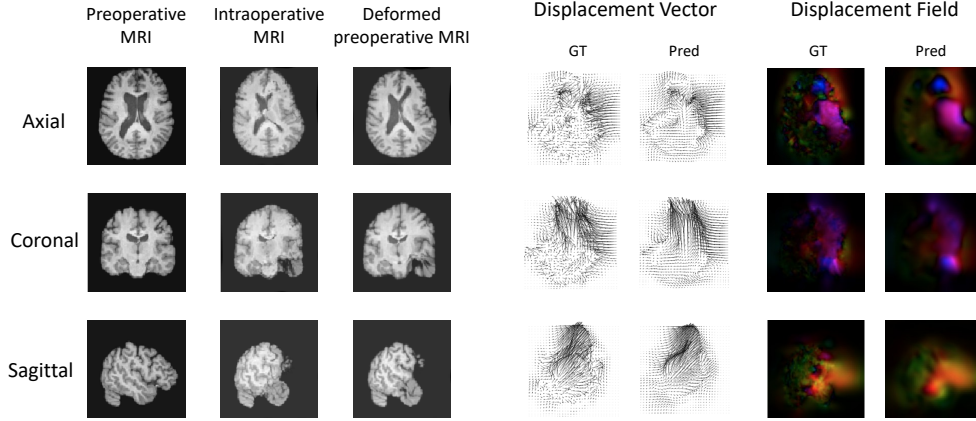 Preoperative
MRI
Intraoperative
MRI
Deformed
preoperative MRI
Displacement Vector
Displacement Field
GT
Pred
GT
Pred
Axial
Coronal
Sagittal